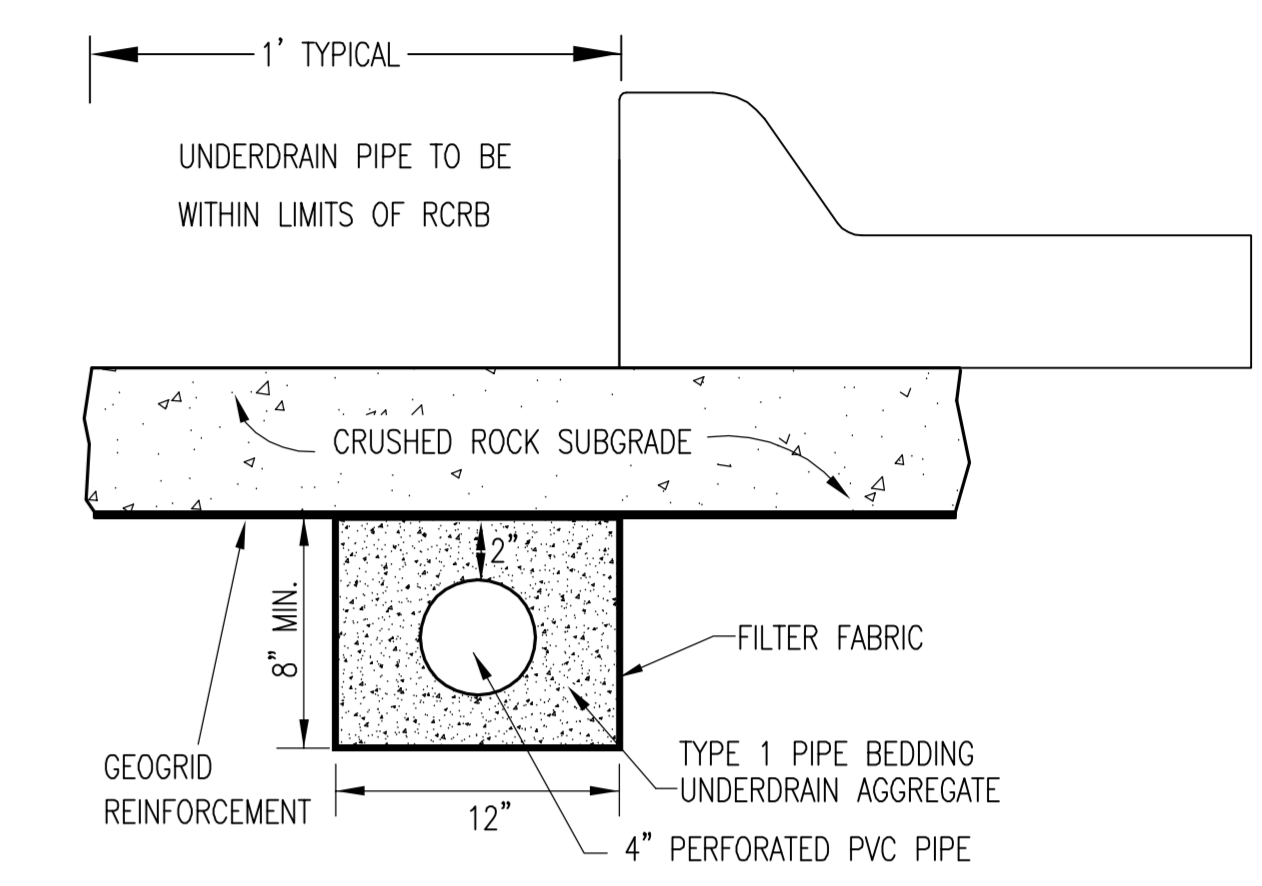 1' TYPICAL
UNDERDRAIN PIPE TO BE
WITHIN LIMITS OF RCRB
CRUSHED ROCK SUBGRADE
2"
8" MIN.
FILTER FABRIC
GEOGRID
REINFORCEMENT
12"
TYPE 1 PIPE BEDDING
UNDERDRAIN AGGREGATE
4" PERFORATED PVC PIPE